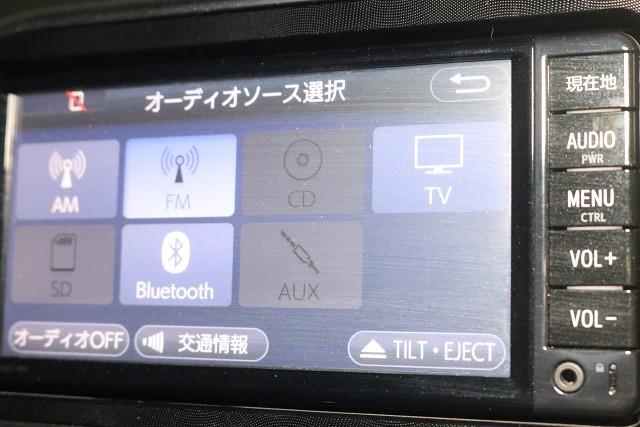 オーディオソース選択
現在地
AM
FM
CD
TV
AUDIO
PWR
MENU
CTRL
SD
Bluetooth
AUX
VOL+
オーディオOFF
交通情報
TILT・EJECT
VOL-